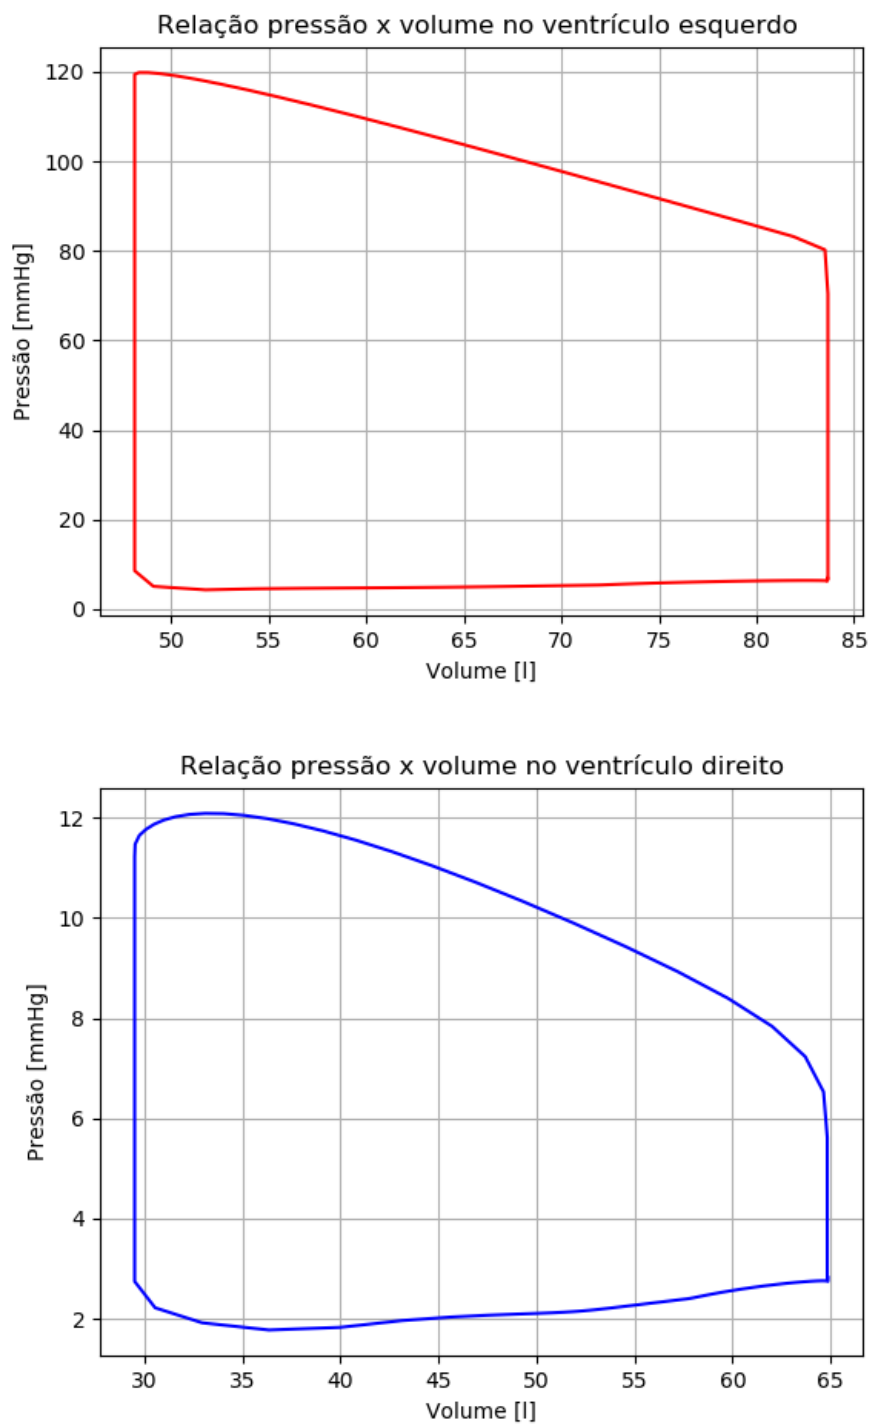 Relação pressão x volume no ventrículo esquerdo
120
100
80
60
40
20
0
Pressão [mmHg]
50 55 60 65 70 75 80 85
Volume [l]
Relação pressão x volume no ventrículo direito
12
10
8
6
4
2
Pressão [mmHg]
30 35 40 45 50 55 60 65
Volume [l]